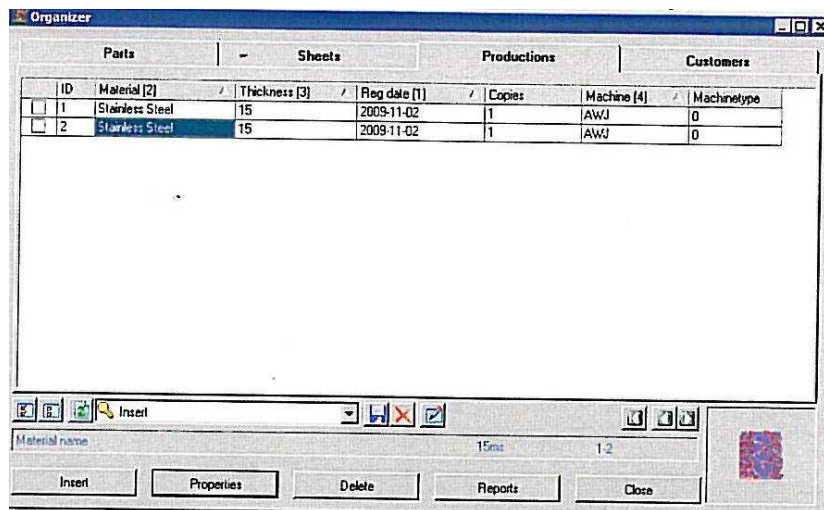 Organizer
Parts - Sheets Productions Customers
ID Material [2] / Thickness [3] / Reg date [1] / Copies Machine [4] / Machinetype
1 Stainless Steel 15 2009-11-02 1 AWJ 0
2 Stainless Steel 15 2009-11-02 1 AWJ 0
Insert
Material name 15ms 1-2
Insert Properties Delete Reports Close